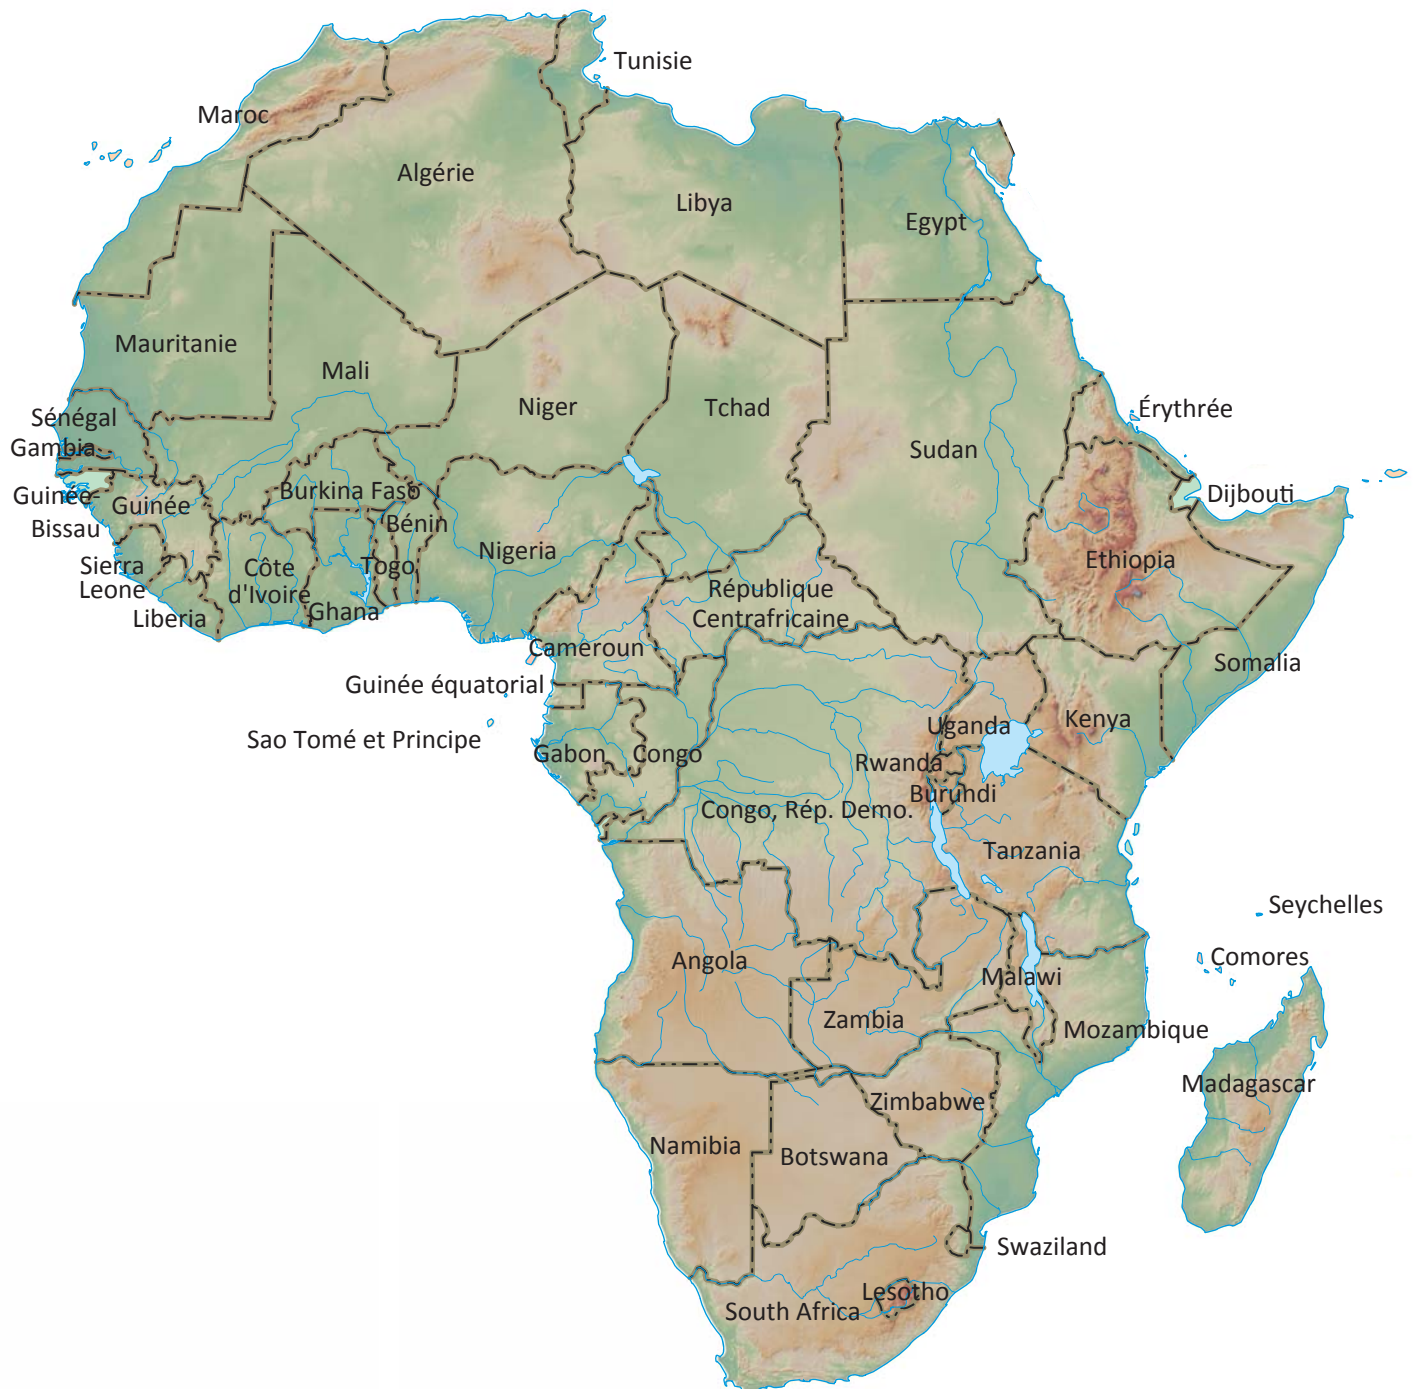 Tunisie
Maroc
Algérie
Libya
Egypt
Mauritanie
Mali
Niger
Tchad
Érythrée
Sénégal
Gambia
Sudan
Guinée-
Bissau
Guinée
Burkina Faso
Bénin
Nigeria
Dijbouti
Ethiopia
Sierra
Leone
Côte
d'Ivoire
Togo
Ghana
Liberia
République
Centrafricaine
Cameroun
Somalia
Guinée équatorial
Sao Tomé et Principe
Gabon
Congo
Uganda
Kenya
Rwanda
Burundi
Congo, Rép. Demo.
Tanzania
Seychelles
Comores
Angola
Malawi
Zambia
Mozambique
Madagascar
Zimbabwe
Namibia
Botswana
Swaziland
Lesotho
South Africa